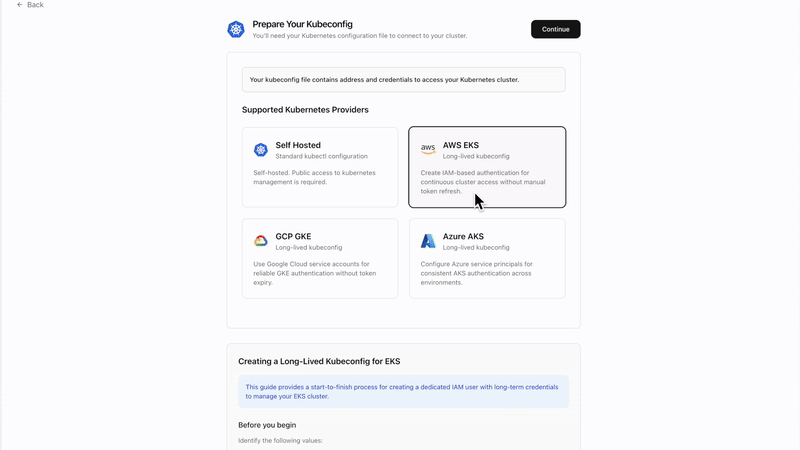 Back
Prepare Your Kubeconfig
You'll need your Kubernetes configuration file to connect to your cluster.
Continue
Your kubeconfig file contains address and credentials to access your Kubernetes cluster.
Supported Kubernetes Providers
Self Hosted
Standard kubectl configuration
Self-hosted. Public access to kubernetes
management is required.
aws
AWS EKS
Long-lived kubeconfig
Create IAM-based authentication for
continuous cluster access without manual
token refresh.
GCP GKE
Long-lived kubeconfig
Use Google Cloud service accounts for
reliable GKE authentication without token
expiry.
Azure AKS
Long-lived kubeconfig
Configure Azure service principals for
consistent AKS authentication across
environments.
Creating a Long-Lived Kubeconfig for EKS
This guide provides a start-to-finish process for creating a dedicated IAM user with long-term credentials
to manage your EKS cluster.
Before you begin
Identify the following values: